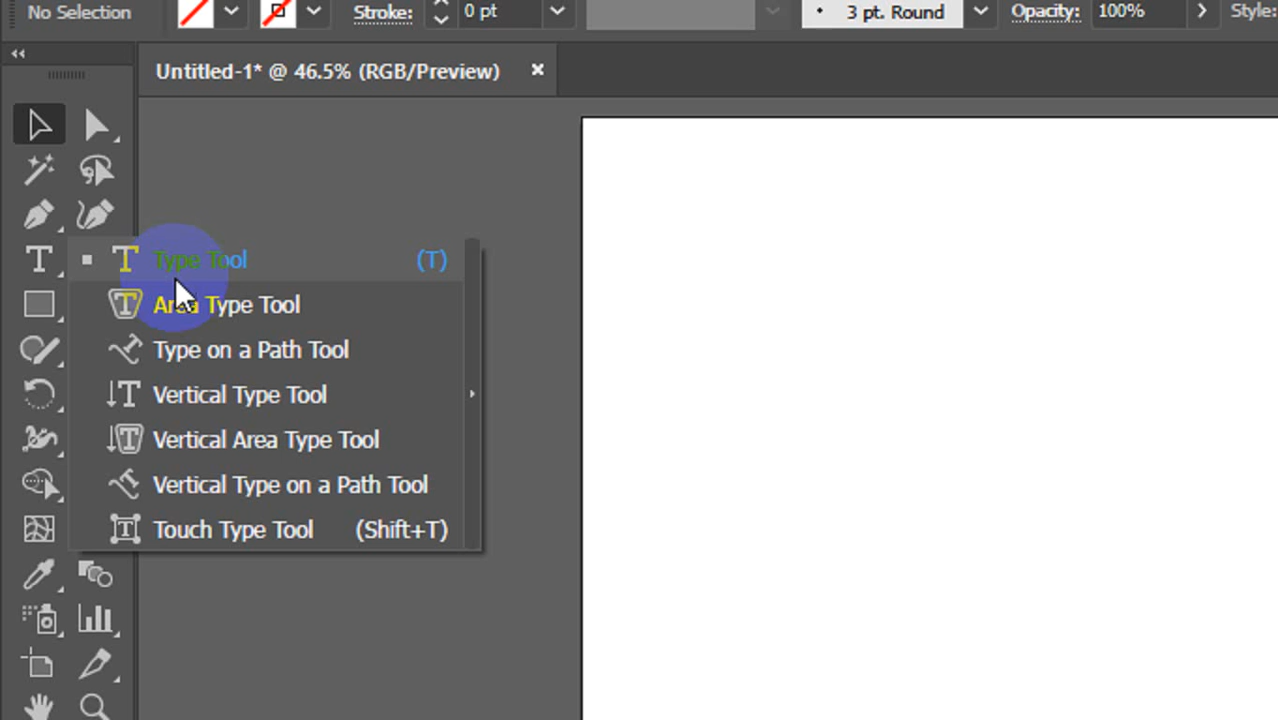 No Selection Stroke: 0 pt 3 pt. Round Opacity: 100% Style:
Untitled-1* @ 46.5% (RGB/Preview)
Type Tool (T)
Area Type Tool
Type on a Path Tool
Vertical Type Tool
Vertical Area Type Tool
Vertical Type on a Path Tool
Touch Type Tool (Shift+T)